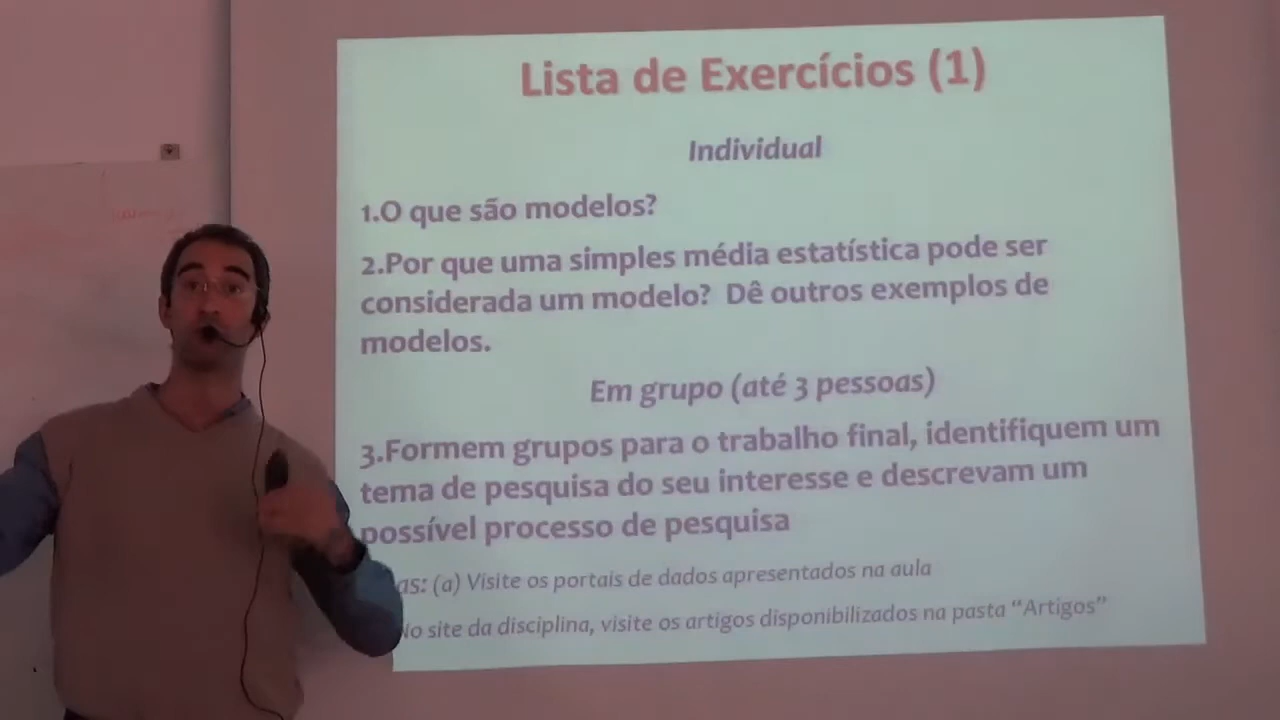 Lista de Exercícios (1)
Individual
1.O que são modelos?
2.Por que uma simples média estatística pode ser
considerada um modelo? Dê outros exemplos de
modelos.
Em grupo (até 3 pessoas)
3.Formem grupos para o trabalho final, identifiquem um
tema de pesquisa do seu interesse e descrevam um
possível processo de pesquisa
(a) Visite os portais de dados apresentados na aula
site da disciplina, visite os artigos disponibilizados na pasta “Artigos”